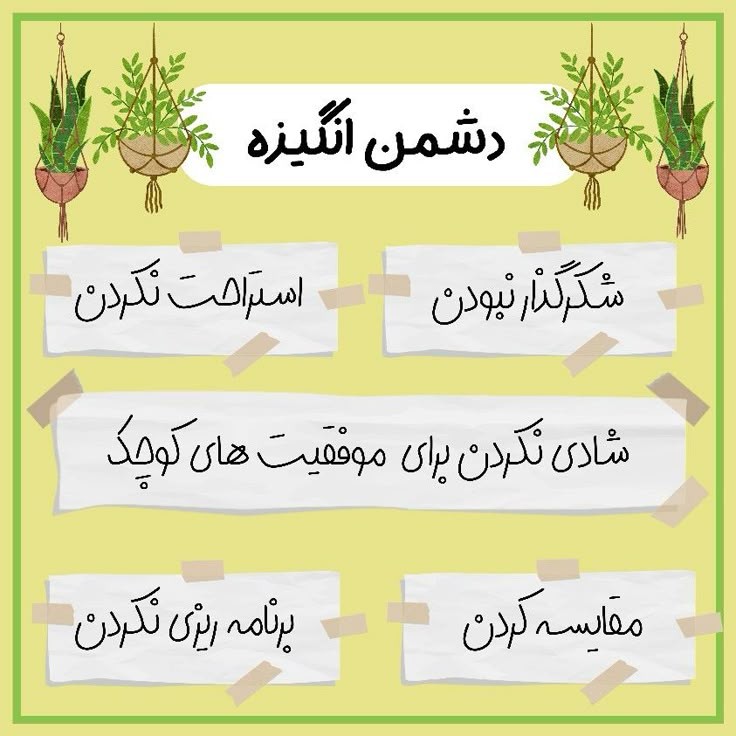 دشمن انگیزه
شکرگذار نبودن
استراحت نکردن
شادی نکردن برای موفقیت های کوچک
مقایسه کردن
برنامه ریزی نکردن